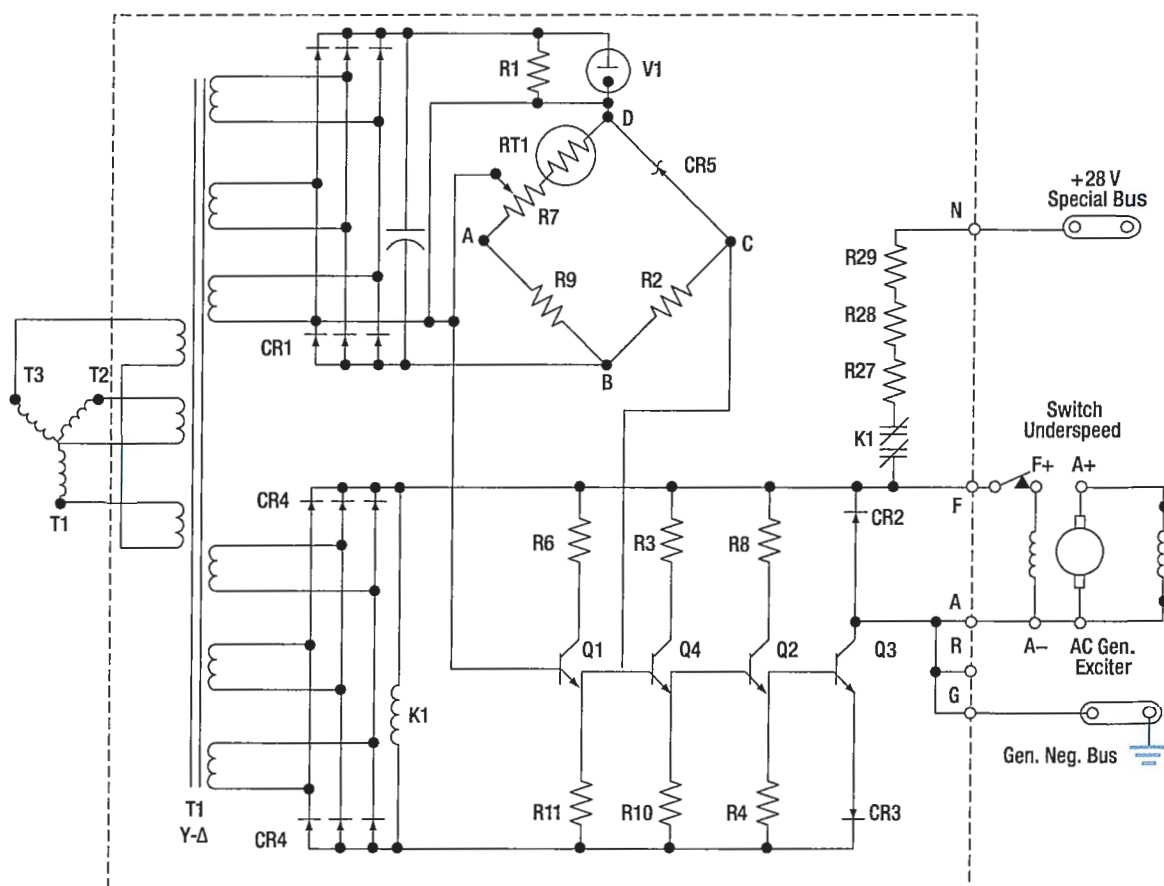 R1
V1
D
RT1
CR5
R7
A
C
R9
R2
CR1
B
N
+28 V
Special Bus
R29
R28
R27
K1
T3
T2
T1
Switch
Underspeed
F+
A+
F
CR4
CR2
R6
R3
R8
A
R
A−
AC Gen.
Exciter
Q1
Q4
Q2
Q3
G
K1
Gen. Neg. Bus
R11
R10
R4
CR3
T1
Y-Δ
CR4